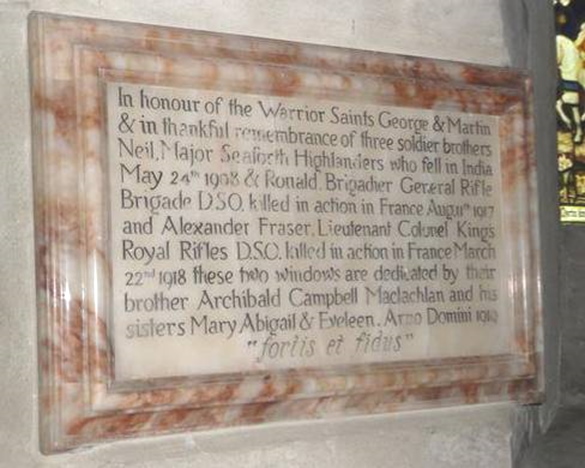 In honour of the Warrior Saints George & Martin
& in thankful remembrance of three soldier brothers
Neil, Major Seaforth Highlanders who fell in India
May 24th 1908 & Ronald, Brigadier General Rifle
Brigade D.S.O. killed in action in France Aug. 11th 1917
and Alexander Fraser, Lieutenant Colonel King's
Royal Rifles D.S.O. killed in action in France March
22nd 1918 these two windows are dedicated by their
brother Archibald Campbell Maclachlan and his
sisters Mary Abigail & Eveleen. Anno Domini 1919
"fortis et fidus"